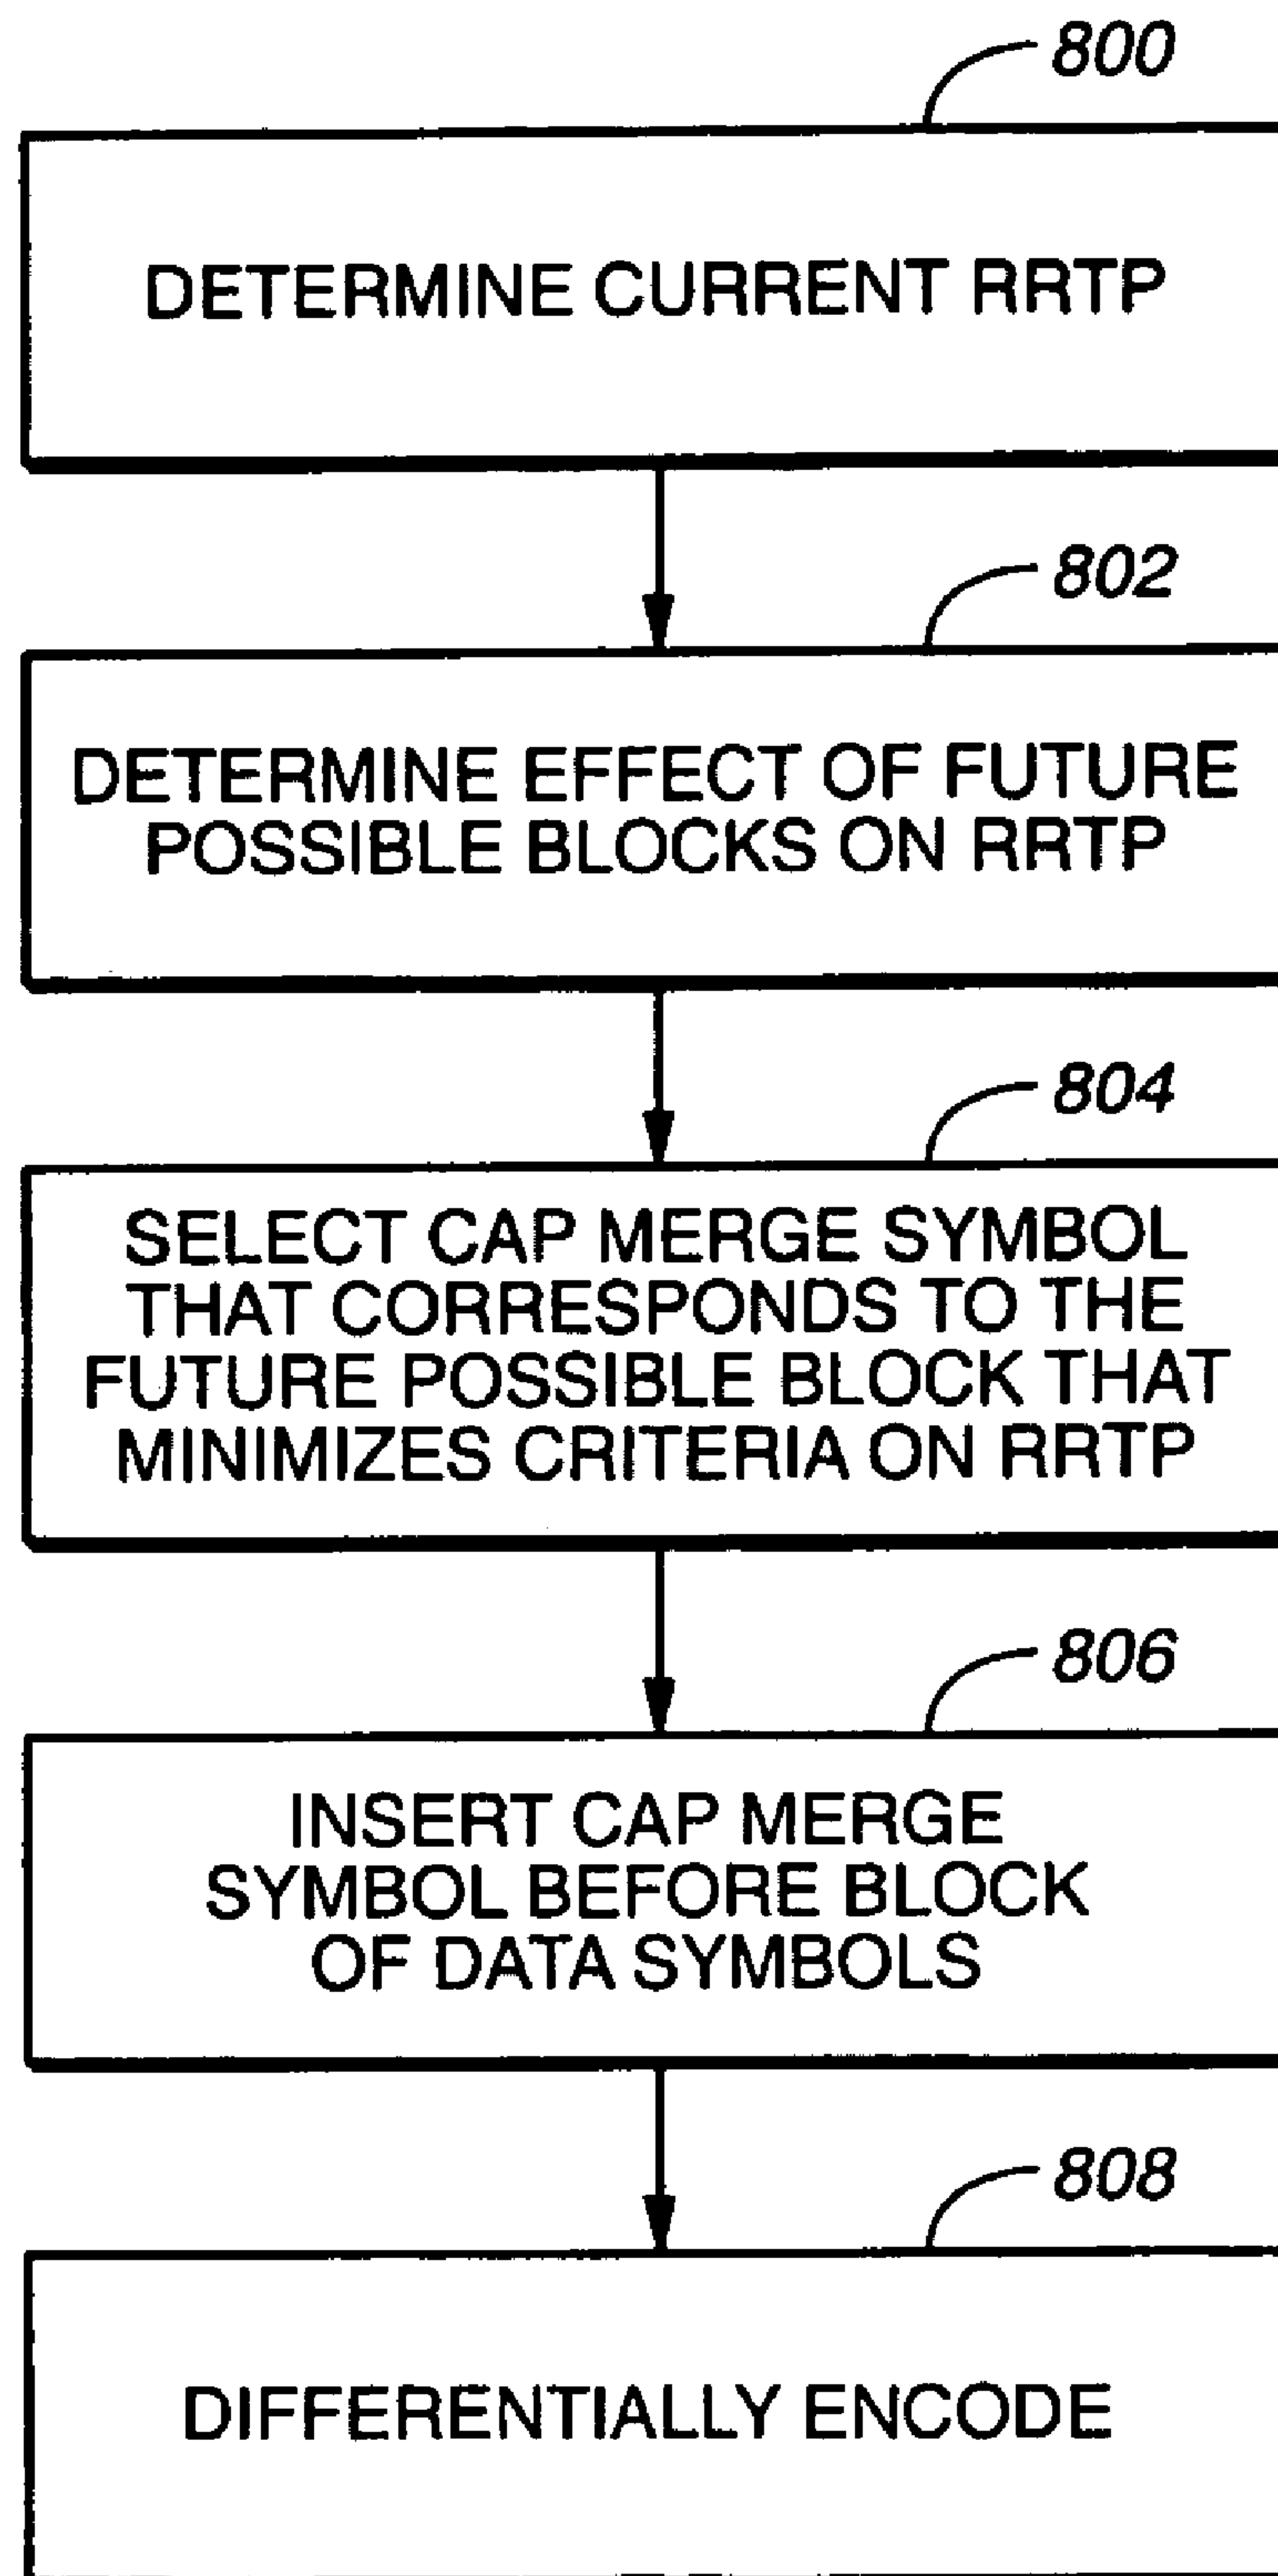 800
DETERMINE CURRENT RRTP
802
DETERMINE EFFECT OF FUTURE
POSSIBLE BLOCKS ON RRTP
804
SELECT CAP MERGE SYMBOL
THAT CORRESPONDS TO THE
FUTURE POSSIBLE BLOCK THAT
MINIMIZES CRITERIA ON RRTP
806
INSERT CAP MERGE
SYMBOL BEFORE BLOCK
OF DATA SYMBOLS
808
DIFFERENTIALLY ENCODE